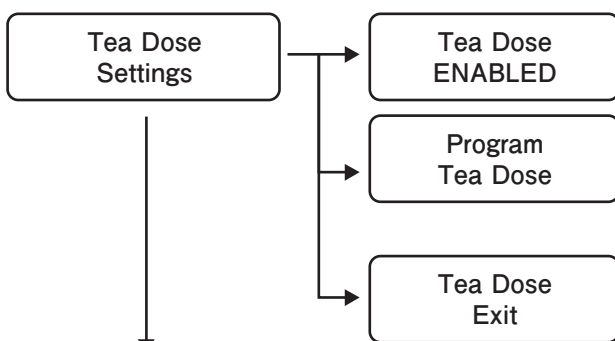 Tea Dose
Settings
Tea Dose
ENABLED
Program
Tea Dose
Tea Dose
Exit